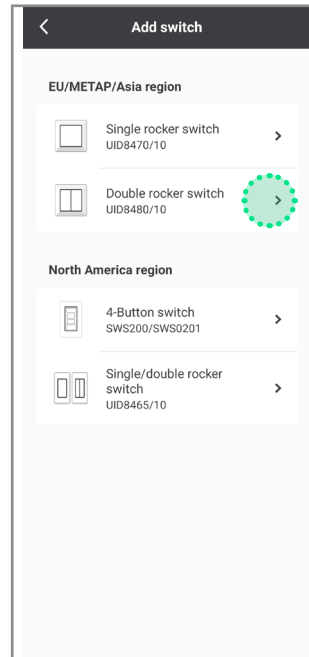 Add switch
EU/METAP/Asia region
Single rocker switch
UID8470/10
Double rocker switch
UID8480/10
North America region
4-Button switch
SWS200/SWS0201
Single/double rocker
switch
UID8465/10